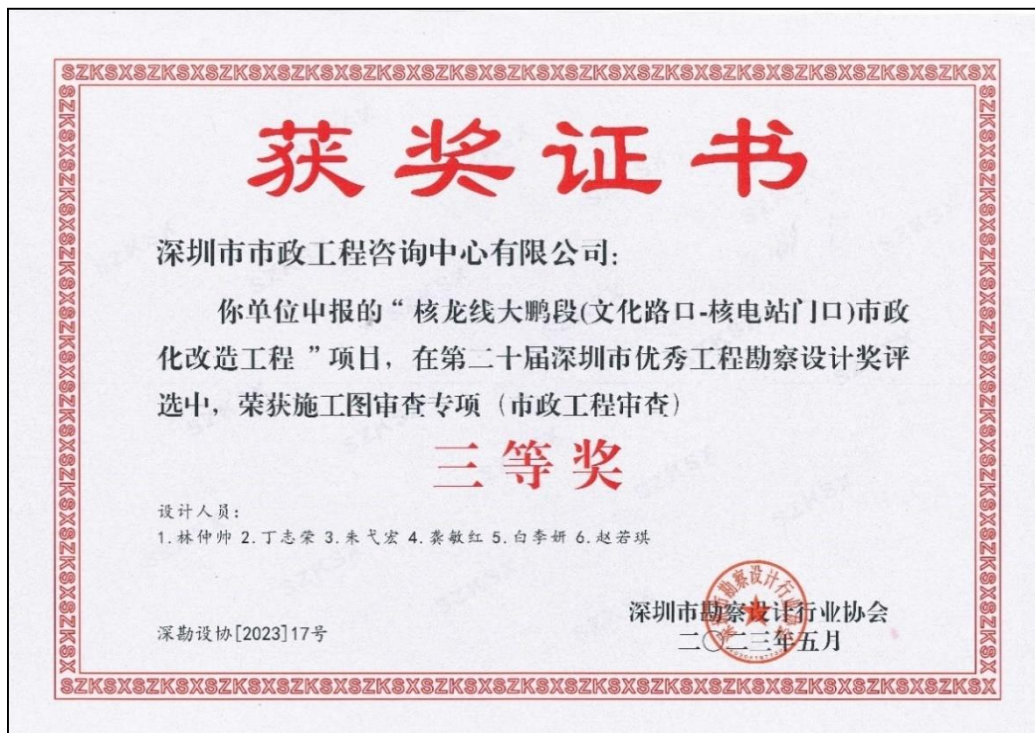 SZKSXSZKSXSZKSXSZKSXSZKSXSZKSXSZKSXSZKSXSZKSXSZKSXSZKSX
获奖证书
深圳市市政工程咨询中心有限公司:
你单位申报的“核龙线大鹏段(文化路口-核电站门口)市政
化改造工程”项目,在第二十届深圳市优秀工程勘察设计奖评
选中,荣获施工图审查专项(市政工程审查)
三等奖
设计人员:
1.林仲帅 2.丁志荣 3.朱弋宏 4.龚敏红 5.白李妍 6.赵若琪
深勘设协[2023]17号
深圳市勘察设计行业协会
二〇二三年五月